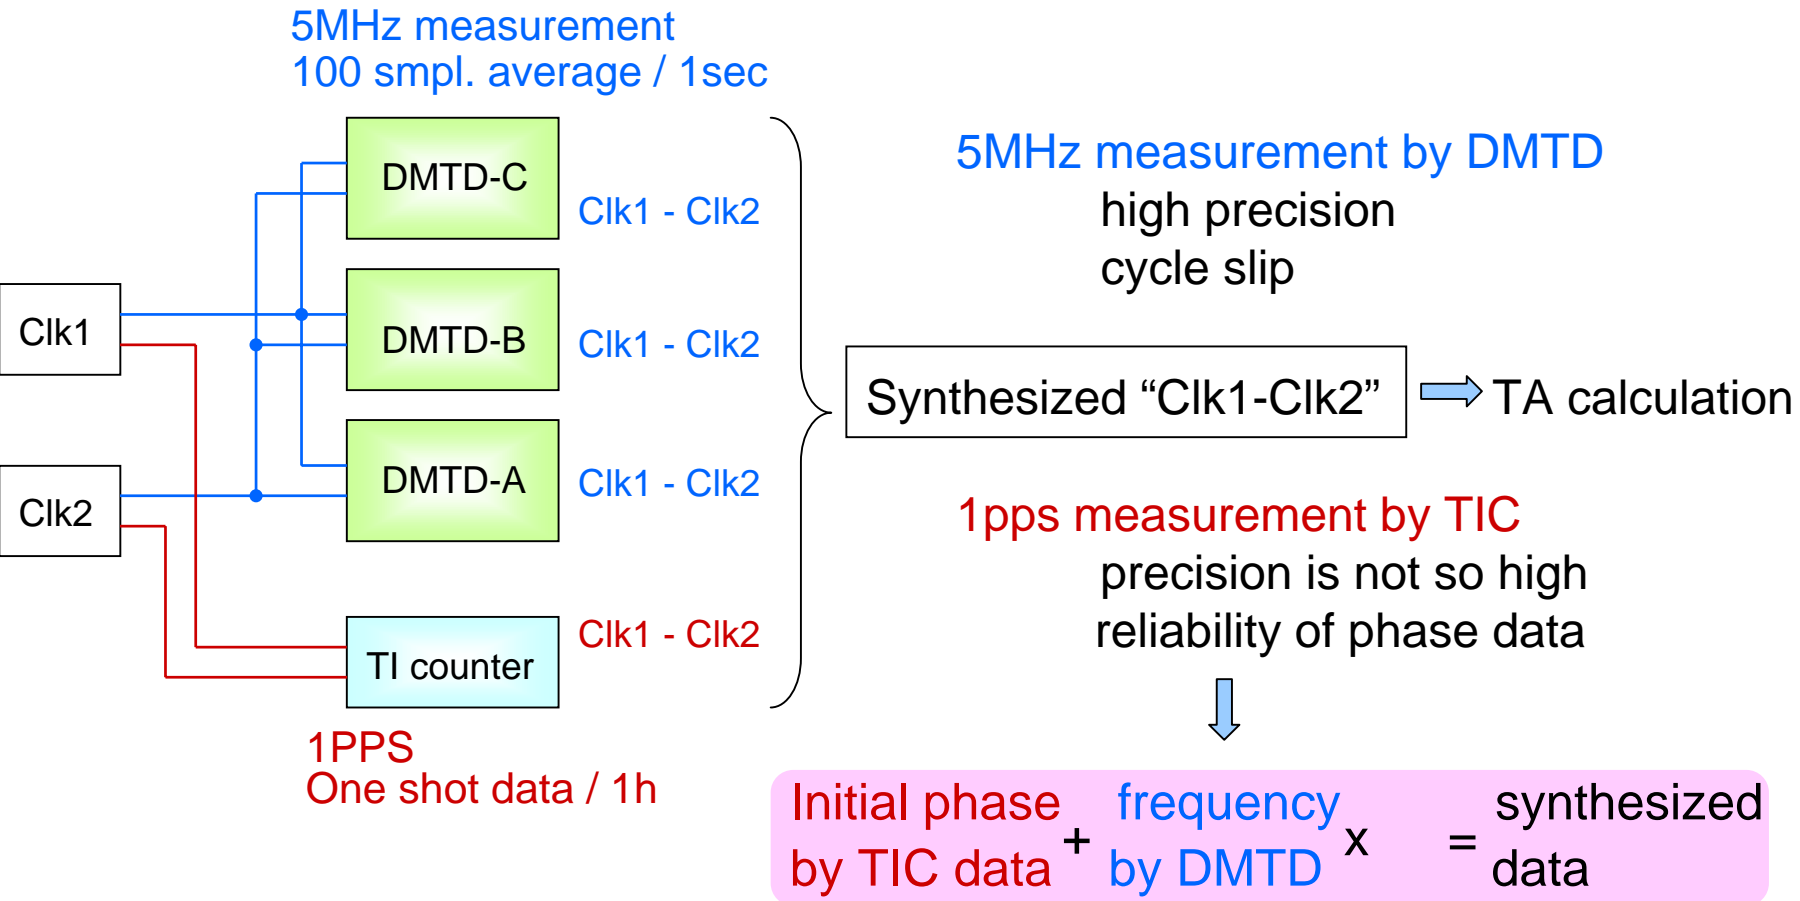 5MHz measurement
100 smpl. average / 1sec
DMTD-C
Clk1 - Clk2
Clk1
DMTD-B
Clk1 - Clk2
Clk2
DMTD-A
Clk1 - Clk2
TI counter
Clk1 - Clk2
1PPS
One shot data / 1h
5MHz measurement by DMTD
high precision
cycle slip
Synthesized “Clk1-Clk2”
TA calculation
1pps measurement by TIC
precision is not so high
reliability of phase data
Initial phase
by TIC data
+
frequency
by DMTD
x
=
synthesized
data